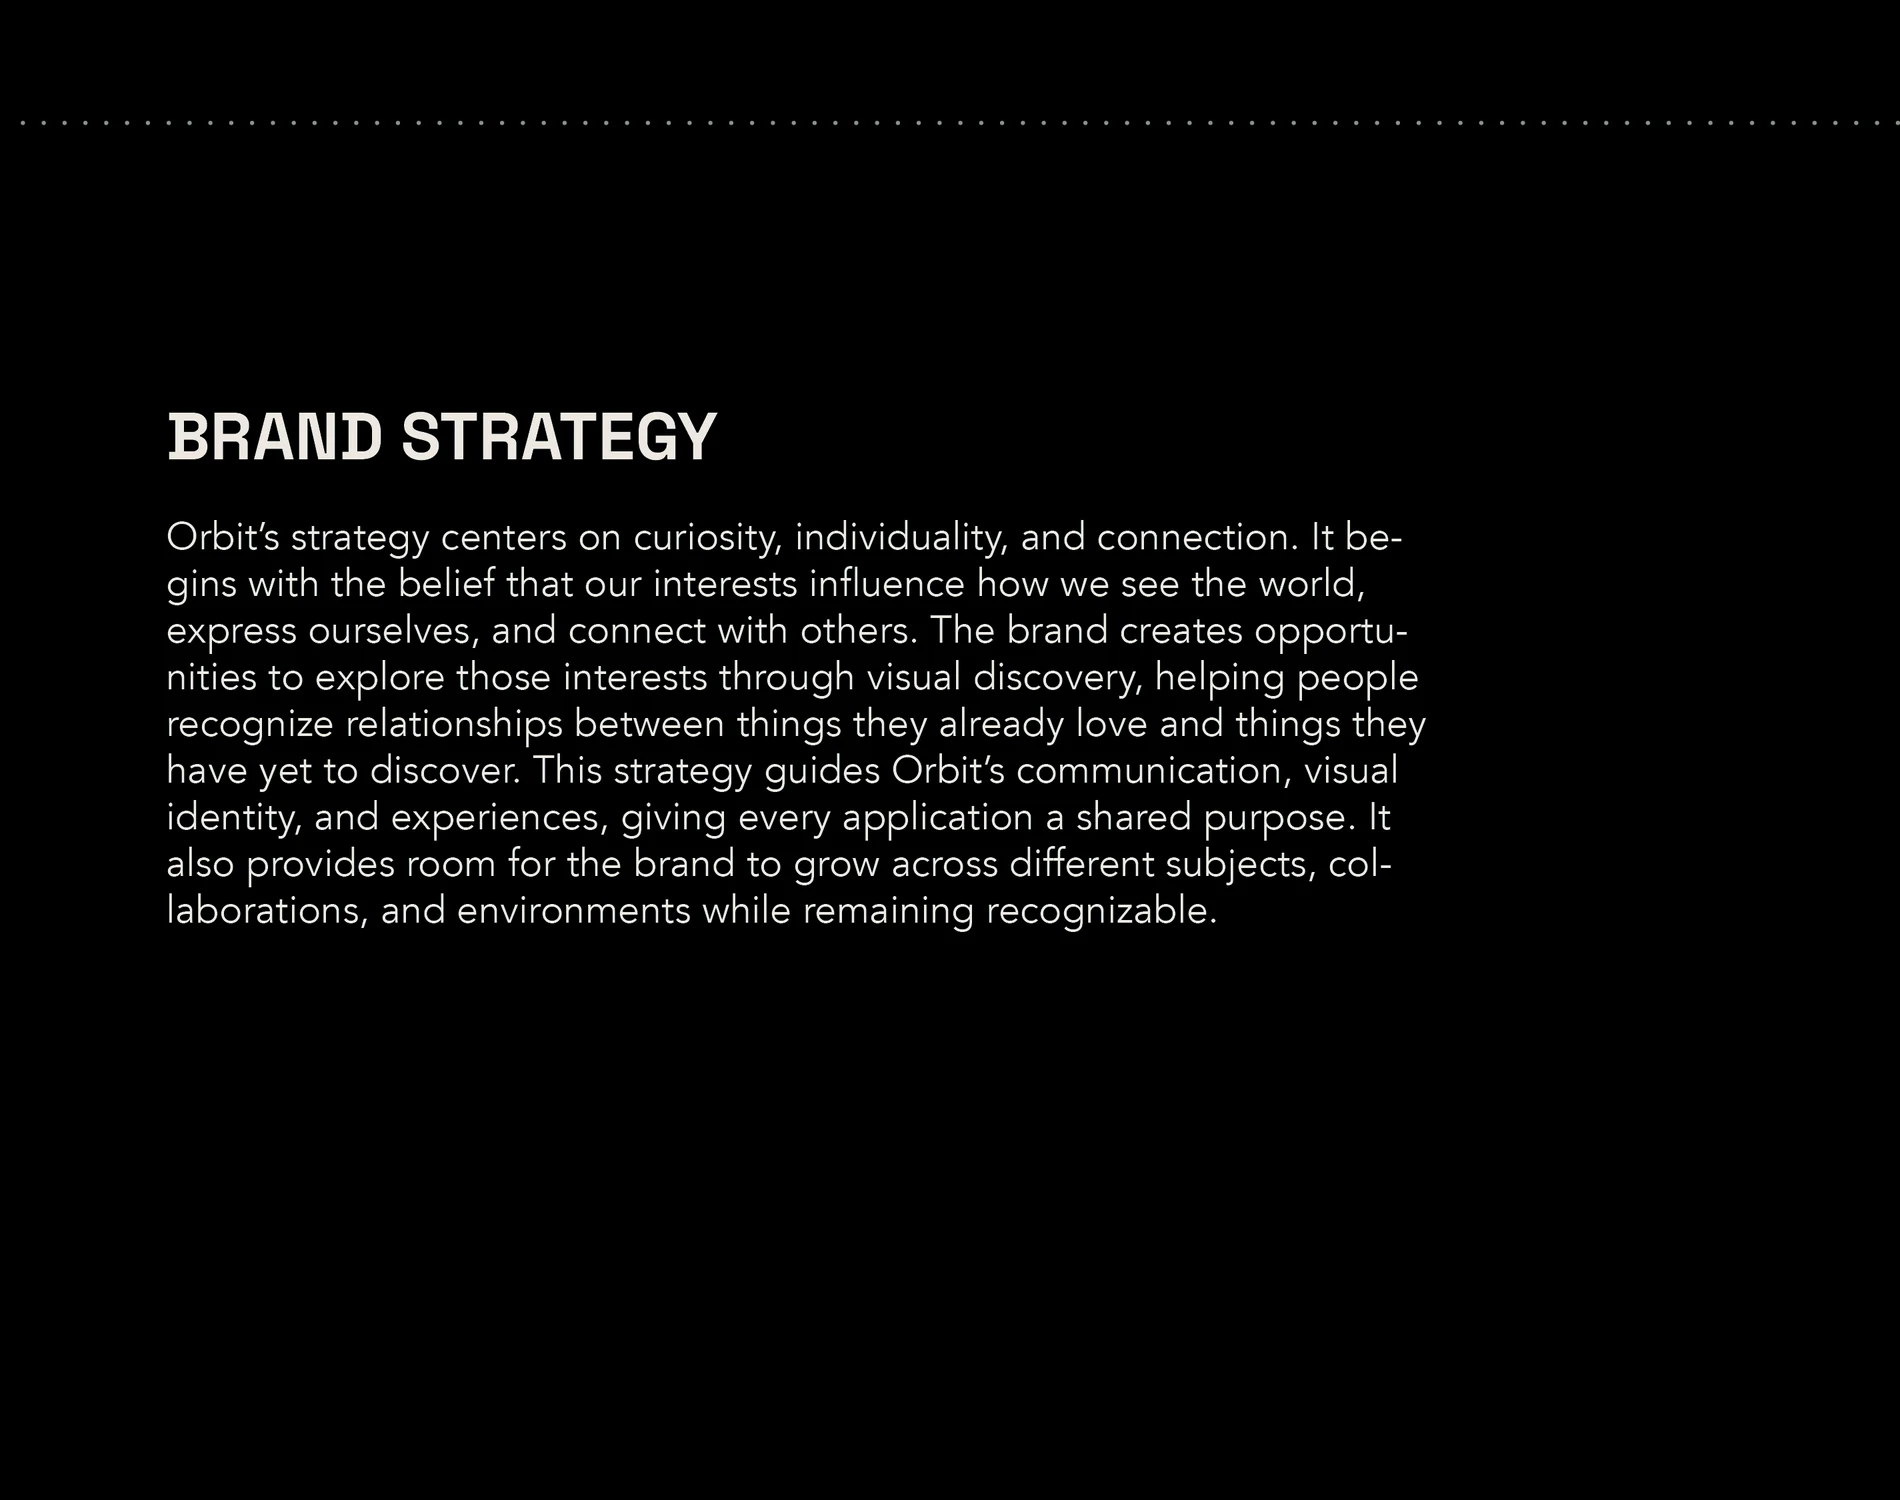 BRAND STRATEGY
Orbit’s strategy centers on curiosity, individuality, and connection. It be-
gins with the belief that our interests influence how we see the world,
express ourselves, and connect with others. The brand creates opportu-
nities to explore those interests through visual discovery, helping people
recognize relationships between things they already love and things they
have yet to discover. This strategy guides Orbit’s communication, visual
identity, and experiences, giving every application a shared purpose. It
also provides room for the brand to grow across different subjects, col-
laborations, and environments while remaining recognizable.